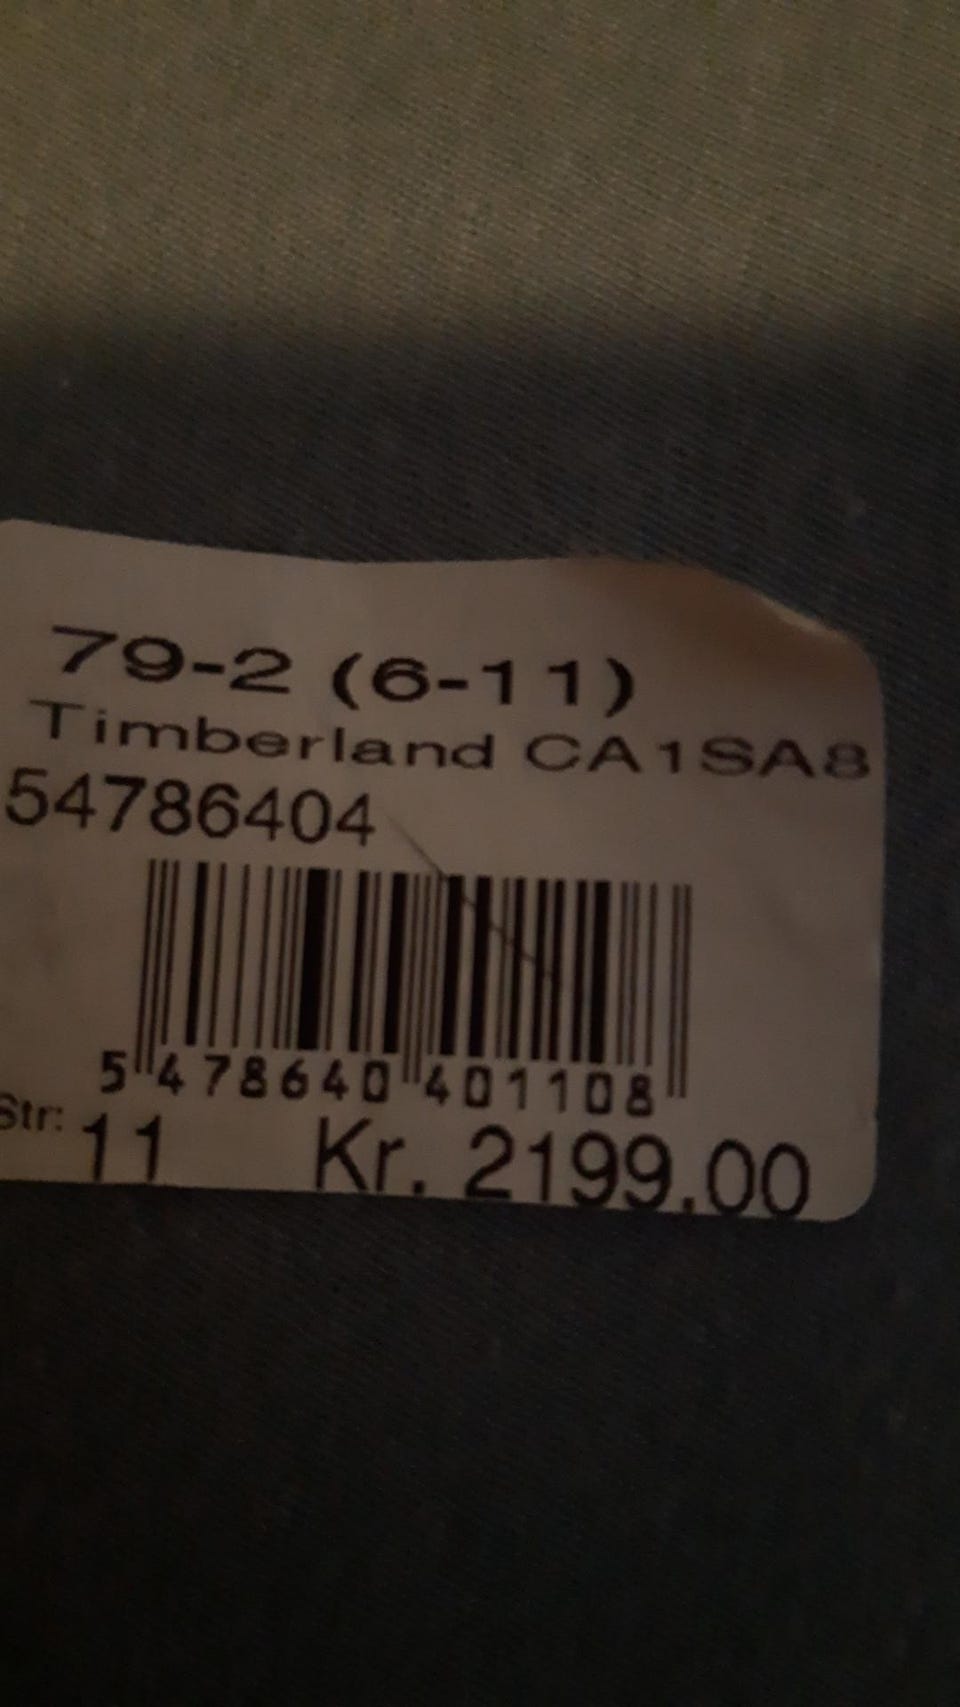 79-2 (6-11)
Timberland CA1SA8
54786404
5 478640 401108
Str: 11 Kr. 2199.00